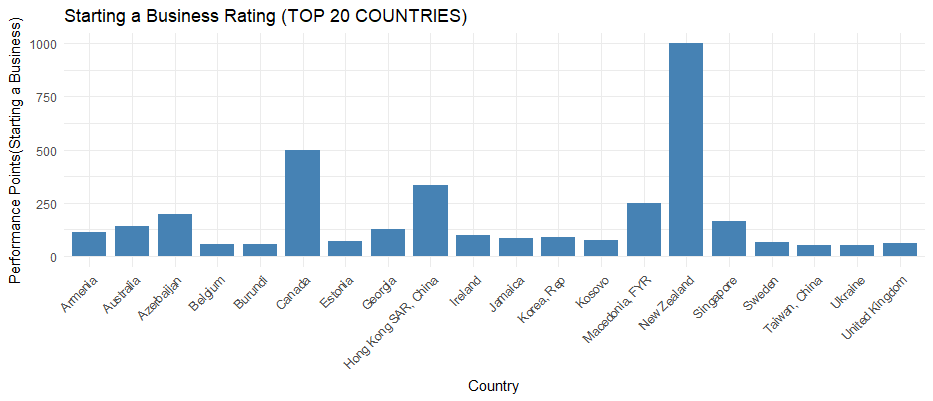 Starting a Business Rating (TOP 20 COUNTRIES)
Perforrmance Points(Starting a Business)
1000
750
500
250
0
Armenia
Australia
Azerbaijan
Belgium
Burundi
Canada
Estonia
Georgia
Hong Kong SAR, China
Ireland
Jamaica
Korea, Rep
Kosovo
Macedonia, FYR
New Zealand
Singapore
Sweden
Taiwan, China
Ukraine
United Kingdom
Country